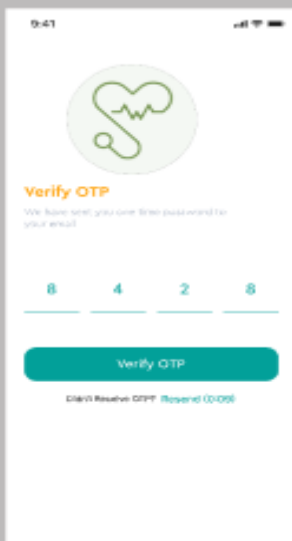 9:41
Verify OTP
We have sent you one time password to
your email
8 4 2 8
Verify OTP
Didn't Receive OTP? Resend (0:09)